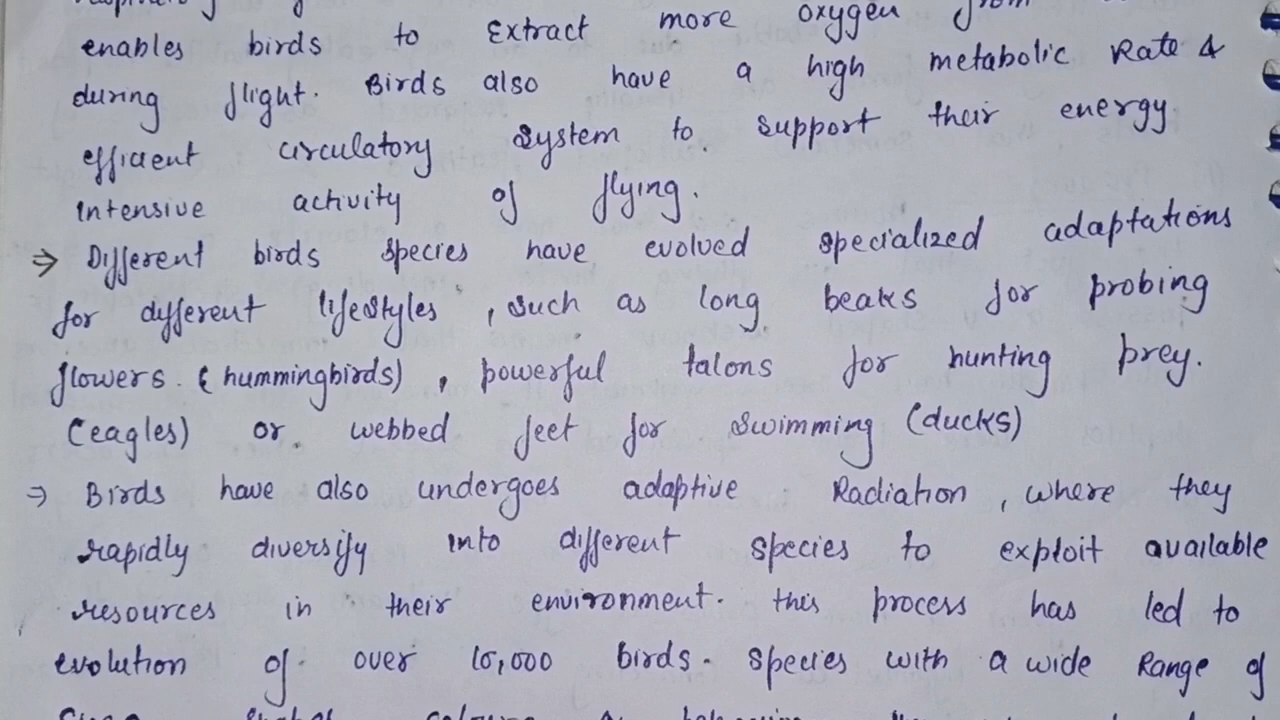 enables birds to Extract more oxygen from
during flight. Birds also have a high metabolic Rate &
efficent circulatory system to support their energy
intensive activity of flying.
⇒ Different birds species have evolved specialized adaptations
for different lifestyles , such as long beaks for probing
flowers (hummingbirds) , powerful talons for hunting prey.
(eagles) or webbed feet for swimming (ducks)
⇒ Birds have also undergoes adaptive Radiation , where they
rapidly diversify into different species to exploit available
resources in their environment. this process has led to
evolution of over 10,000 birds. species with a wide Range of